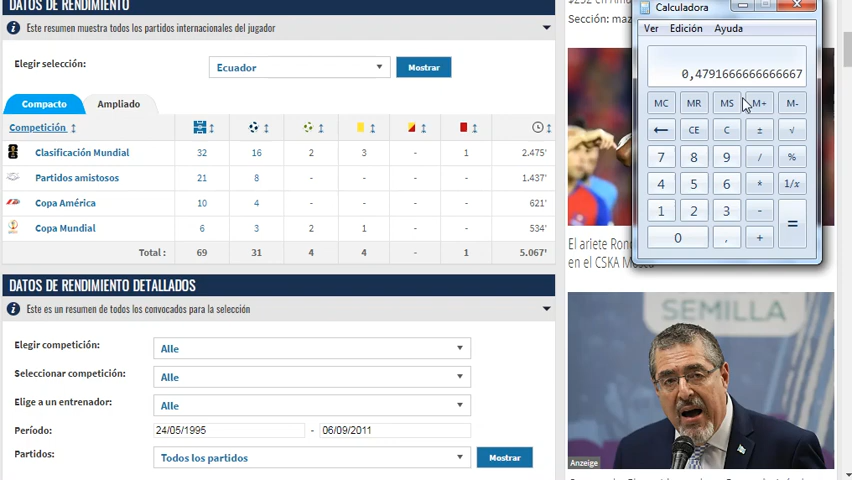 DATOS DE RENDIMIENTO
Este resumen muestra todos los partidos internacionales del jugador
Elegir selección: Ecuador Mostrar
Compacto Ampliado
Competición
Clasificación Mundial 32 16 2 3 - 1 2.475'
Partidos amistosos 21 8 - - - - 1.437'
Copa América 10 4 - - - - 621'
Copa Mundial 6 3 2 1 - - 534'
Total : 69 31 4 4 - 1 5.067'
DATOS DE RENDIMIENTO DETALLADOS
Este es un resumen de todos los convocados para la selección
Elegir competición: Alle
Seleccionar competición: Alle
Elige a un entrenador: Alle
Período: 24/05/1995 - 06/09/2011
Partidos: Todos los partidos Mostrar
Sección:
Calculadora
Ver Edición Ayuda
0,4791666666666667
MC MR MS M+ M-
← CE C ± √
7 8 9 / %
4 5 6 * 1/x
1 2 3 - =
0 , +
El ariete
en el CSKA
SEMILLA
Anzeige